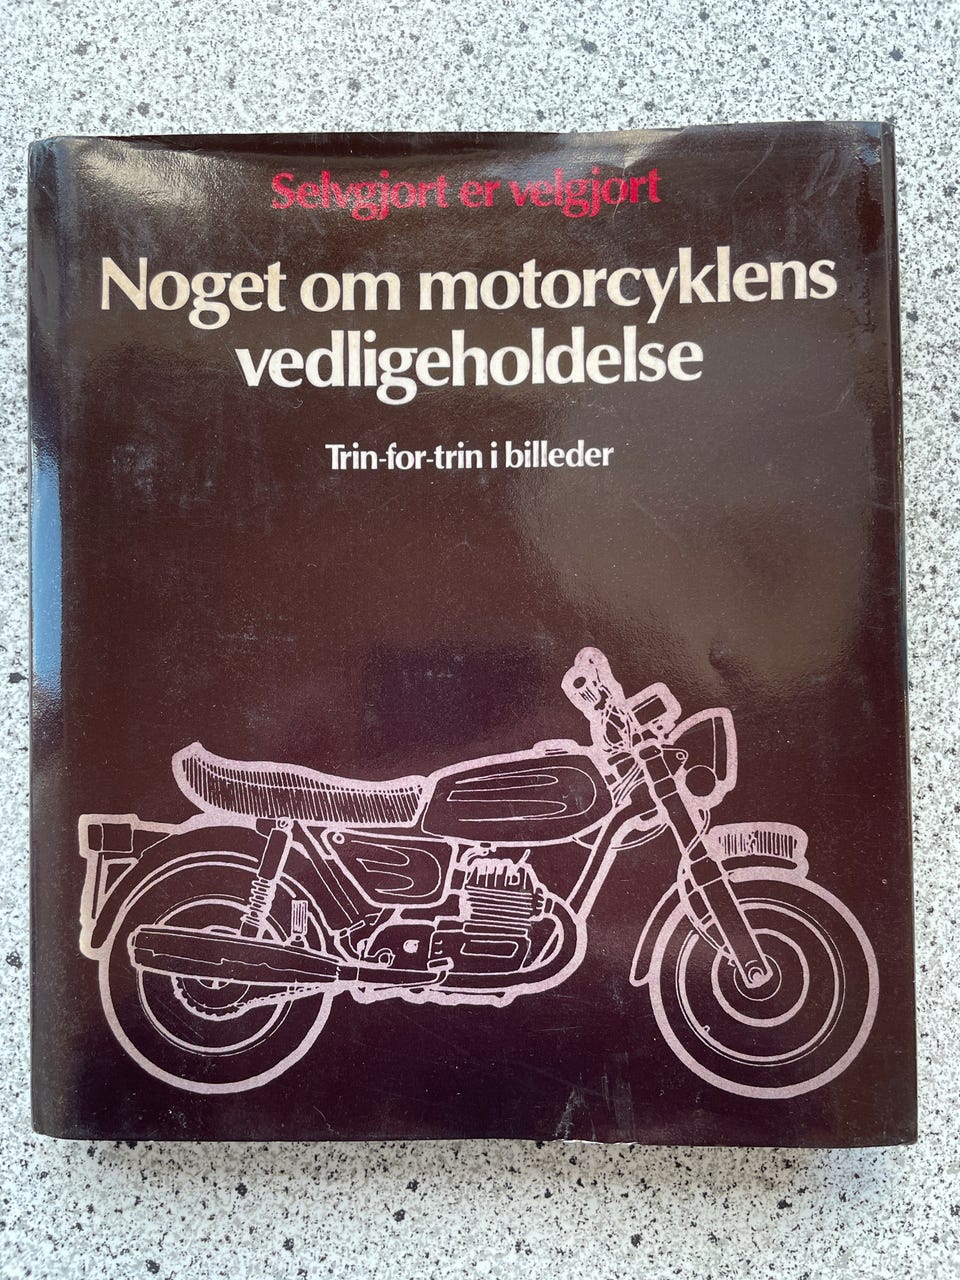 Selvgjort er velgjort
Noget om motorcyklens
vedligeholdelse
Trin-for-trin i billeder